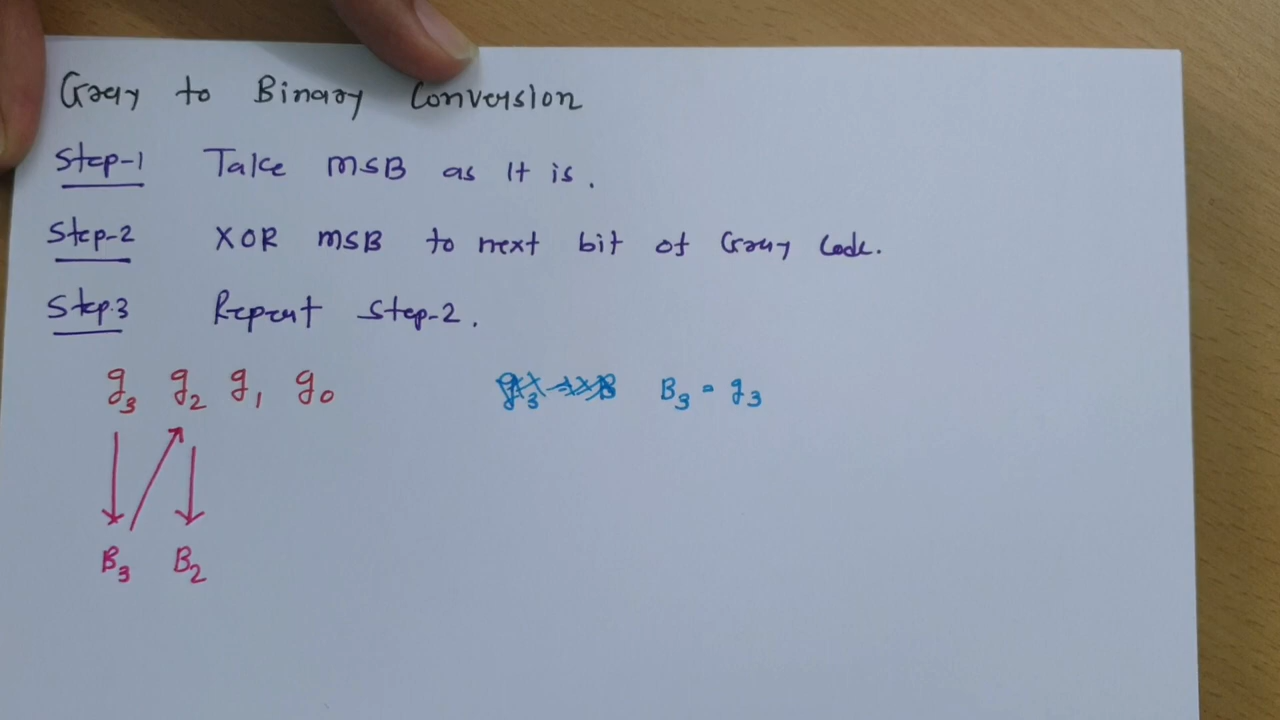 Gray to Binary Conversion
Step-1 Take MSB as it is.
Step-2 XOR MSB to next bit of Gray Code.
Step-3 Repeat Step-2.
g₃ g₂ g₁ g₀ B₃ = g₃
B₃ B₂